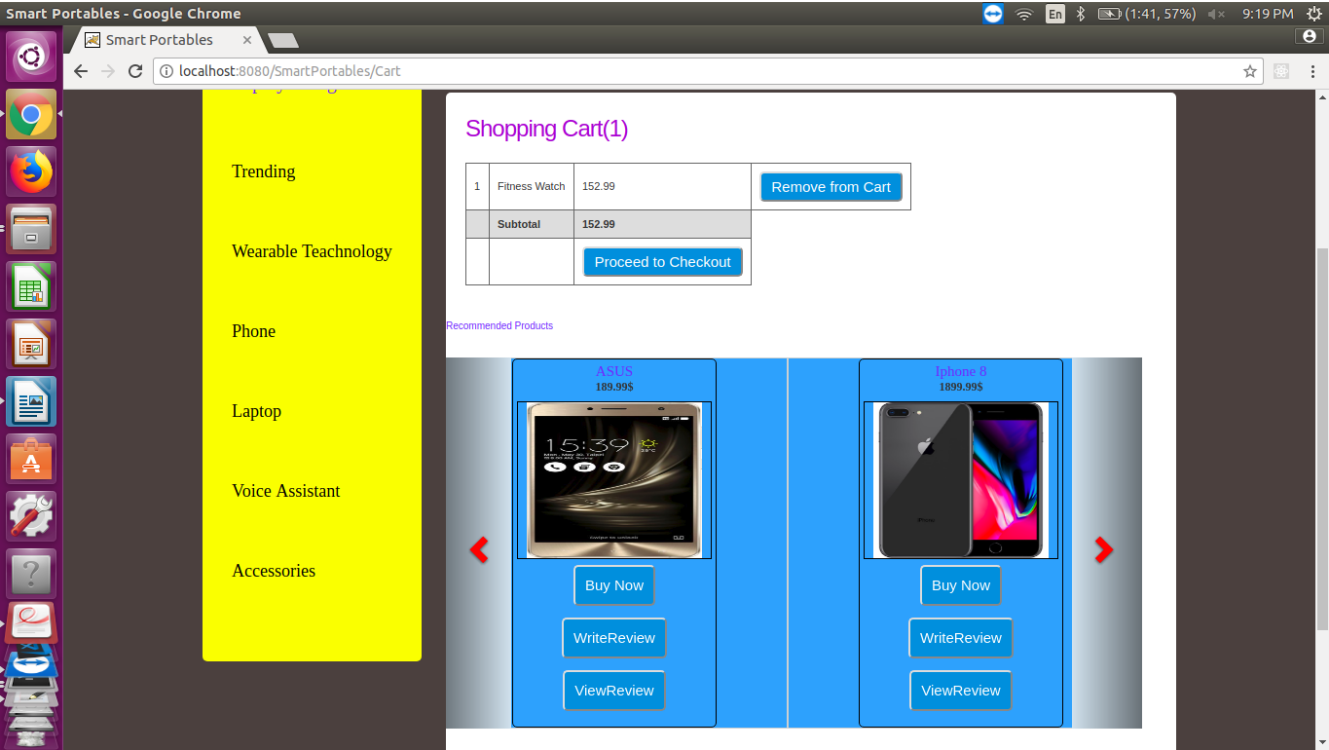 Smart Portables - Google Chrome
En
(1:41, 57%)
9:19 PM
Smart Portables
localhost:8080/SmartPortables/Cart
Trending
Wearable Teachnology
Phone
Laptop
Voice Assistant
Accessories
Shopping Cart(1)
1 Fitness Watch 152.99 Remove from Cart
Subtotal 152.99
Proceed to Checkout
Recommended Products
ASUS
189.99$
15:39
Buy Now
WriteReview
ViewReview
Iphone 8
1899.99$
Buy Now
WriteReview
ViewReview